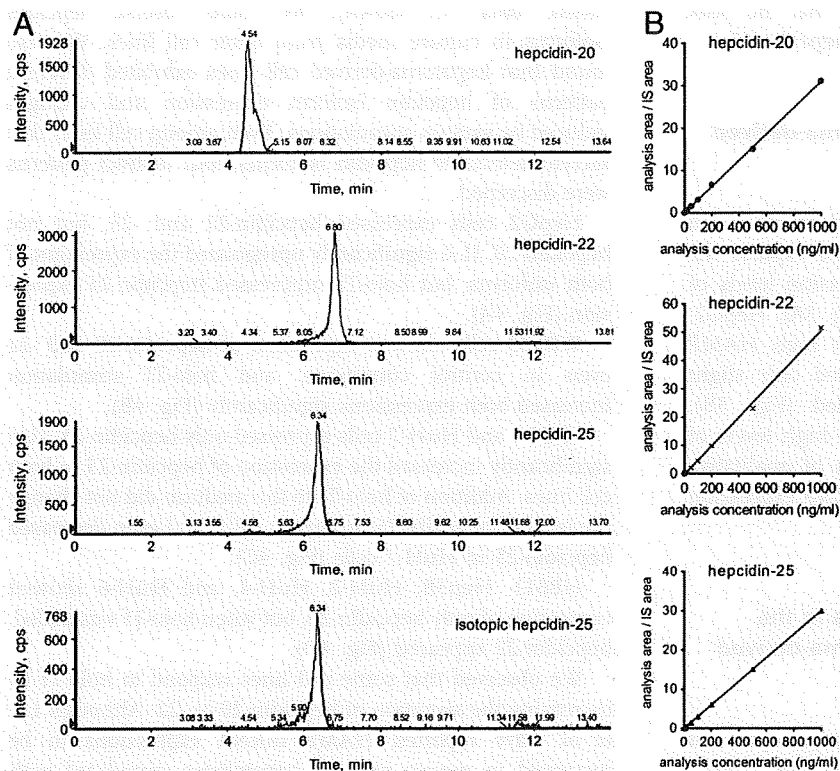 A
hepcidin-20
Intensity, cps
1928
1500
1000
500
0
4.54
3.09 3.67 5.15 6.07 6.32 8.14 8.55 9.35 9.91 10.63 11.02 12.54 13.64
0 2 4 6 8 10 12
Time, min
hepcidin-22
Intensity, cps
3000
2000
1000
0
6.80
3.20 3.40 4.34 5.37 6.05 7.12 8.50 8.99 9.84 11.53 11.92 13.81
0 2 4 6 8 10 12
Time, min
hepcidin-25
Intensity, cps
1900
1500
1000
500
0
6.34
1.55 3.13 3.55 4.56 5.63 6.75 7.53 8.60 9.62 10.25 11.48 11.68 12.00 13.70
0 2 4 6 8 10 12
Time, min
isotopic hepcidin-25
Intensity, cps
768
600
400
200
0
6.34
5.90
3.08 3.33 4.54 5.34 6.75 7.70 8.52 9.16 9.71 11.34 11.58 11.99 13.40
0 2 4 6 8 10 12
Time, min
B
hepcidin-20
analysis area / IS area
40
30
20
10
0
0 200 400 600 800 1000
analysis concentration (ng/ml)
hepcidin-22
analysis area / IS area
60
50
40
30
20
10
0
0 200 400 600 800 1000
analysis concentration (ng/ml)
hepcidin-25
analysis area / IS area
40
30
20
10
0
0 200 400 600 800 1000
analysis concentration (ng/ml)